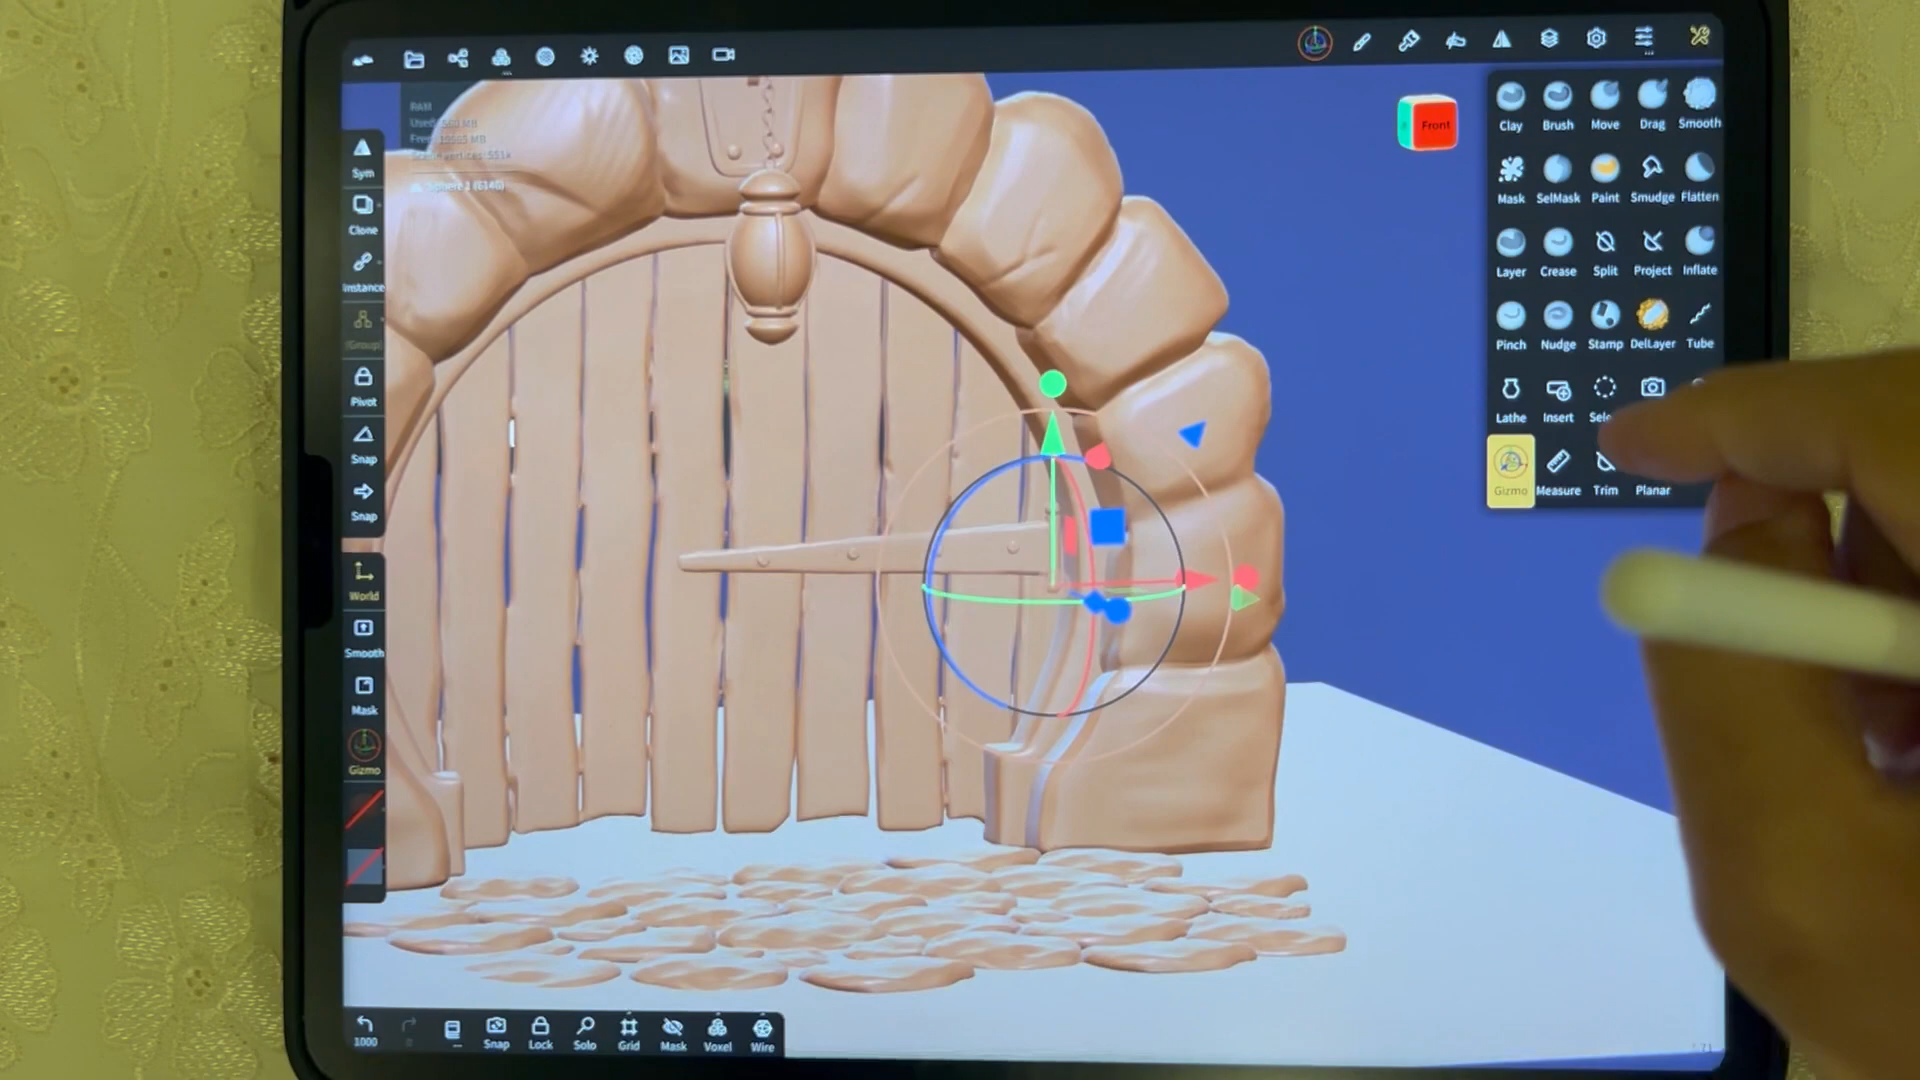 RAM
Sym
Clone
Instance
(Group)
Pivot
Snap
Snap
World
Smooth
Mask
Gizmo
Front
Clay Brush Move Drag Smooth
Mask SelMask Paint Smudge Flatten
Layer Crease Split Project Inflate
Pinch Nudge Stamp DelLayer Tube
Lathe Insert
Gizmo Measure Trim Planar
1000 Snap Lock Solo Grid Mask Voxel Wire